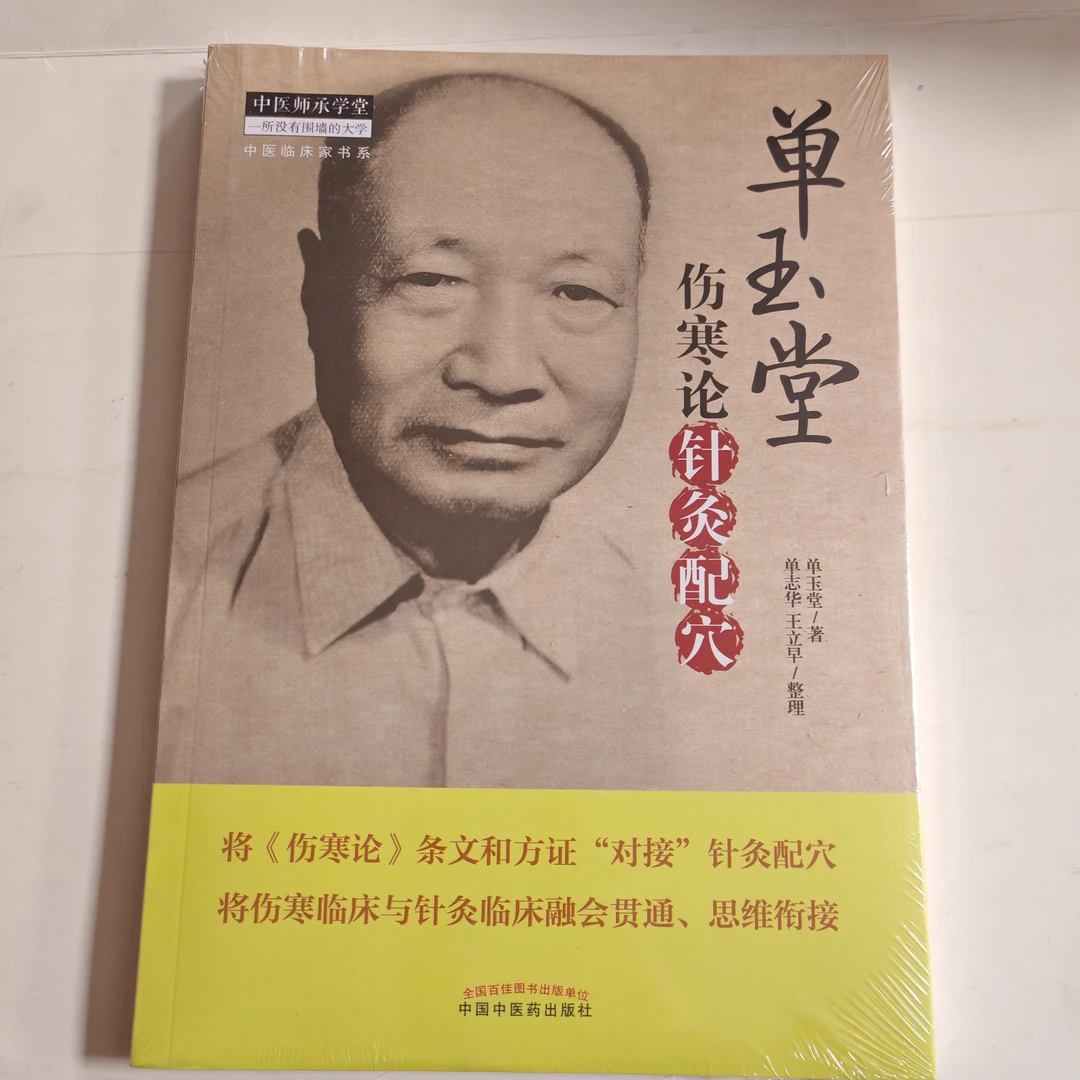 中医师承学堂
一所没有围墙的大学
中医临床家书系
单玉堂
伤寒论针灸配穴
单玉堂/著
单志华 王立早/整理
将《伤寒论》条文和方证“对接”针灸配穴
将伤寒临床与针灸临床融会贯通、思维衔接
全国百佳图书出版单位
中国中医药出版社